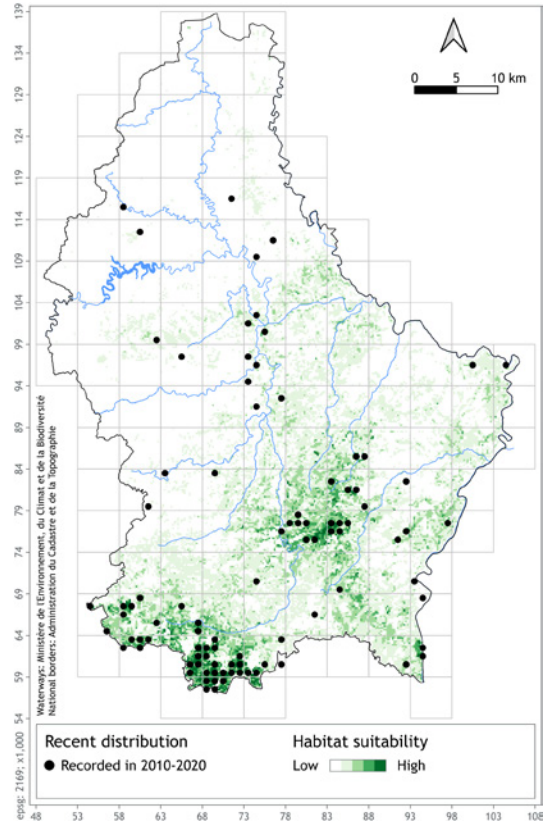 0 5 10 km
139
134
129
124
119
114
109
104
99
94
89
84
79
74
69
64
59
54
Waterways: Ministère de l'Environnement, du Climat et de la Biodiversité
National borders: Administration du Cadastre et de la Topographie
epsg: 2169; x1,000
Recent distribution
Recorded in 2010-2020
Habitat suitability
Low High
48 53 58 63 68 73 78 83 88 93 98 103 108